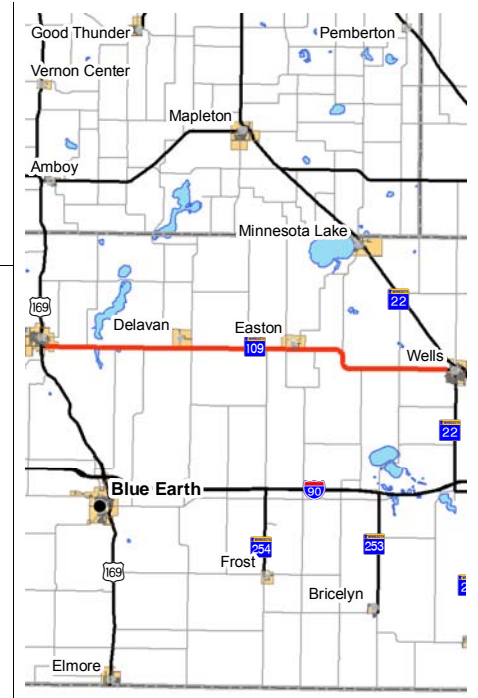 Good Thunder
Pemberton
Vernon Center
Mapleton
Amboy
Minnesota Lake
22
169
Delavan
Easton
109
Wells
22
Blue Earth
90
254
253
Frost
169
Bricelyn
Elmore